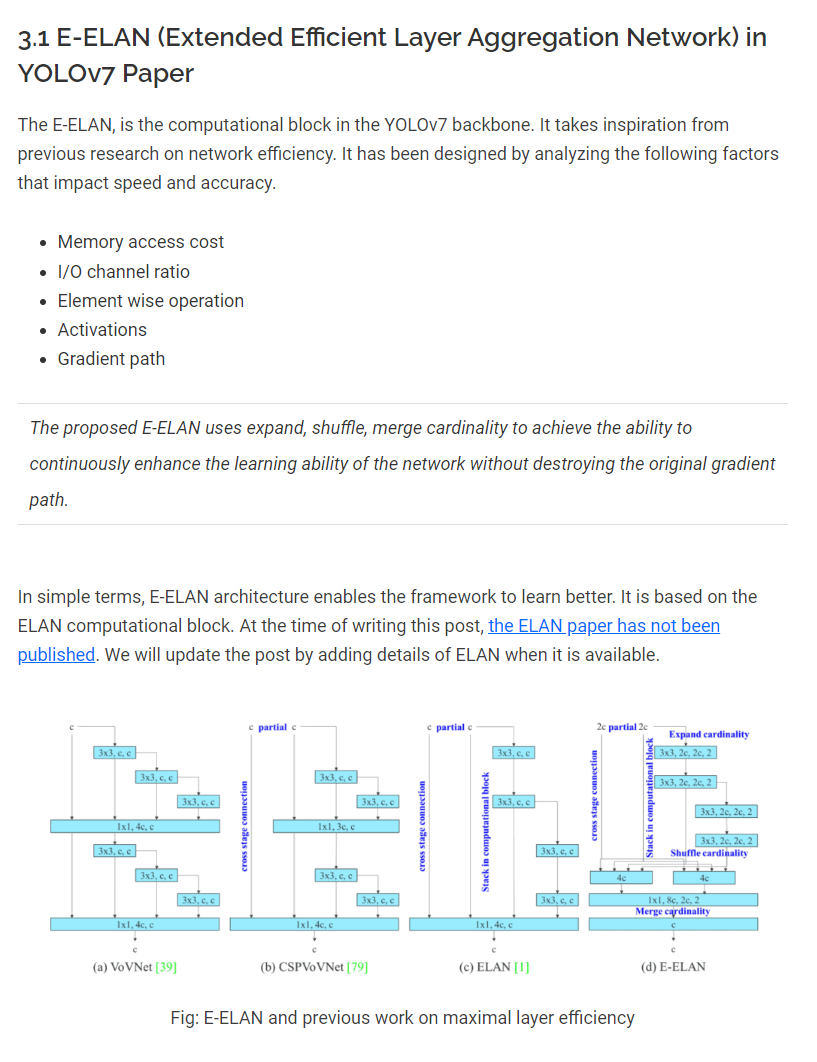 3.1 E-ELAN (Extended Efficient Layer Aggregation Network) in
YOLOv7 Paper
The E-ELAN, is the computational block in the YOLOv7 backbone. It takes inspiration from
previous research on network efficiency. It has been designed by analyzing the following factors
that impact speed and accuracy.
• Memory access cost
• I/O channel ratio
• Element wise operation
• Activations
• Gradient path
The proposed E-ELAN uses expand, shuffle, merge cardinality to achieve the ability to
continuously enhance the learning ability of the network without destroying the original gradient
path.
In simple terms, E-ELAN architecture enables the framework to learn better. It is based on the
ELAN computational block. At the time of writing this post, the ELAN paper has not been
published. We will update the post by adding details of ELAN when it is available.
c
3x3, c, c
3x3, c, c
3x3, c, c
1x1, 4c, c
3x3, c, c
3x3, c, c
3x3, c, c
1x1, 4c, c
c
(a) VoVNet [39]
c partial c
cross stage connection
3x3, c, c
3x3, c, c
1x1, 3c, c
3x3, c, c
3x3, c, c
1x1, 4c, c
c
(b) CSPVoVNet [79]
c partial c
cross stage connection
Stack in computational block
3x3, c, c
3x3, c, c
3x3, c, c
3x3, c, c
1x1, 4c, c
c
(c) ELAN [1]
2c partial 2c
Expand cardinality
cross stage connection
Stack in computational block
3x3, 2c, 2c, 2
3x3, 2c, 2c, 2
3x3, 2c, 2c, 2
3x3, 2c, 2c, 2
Shuffle cardinality
4c 4c
1x1, 8c, 2c, 2
Merge cardinality
c
c
(d) E-ELAN
Fig: E-ELAN and previous work on maximal layer efficiency